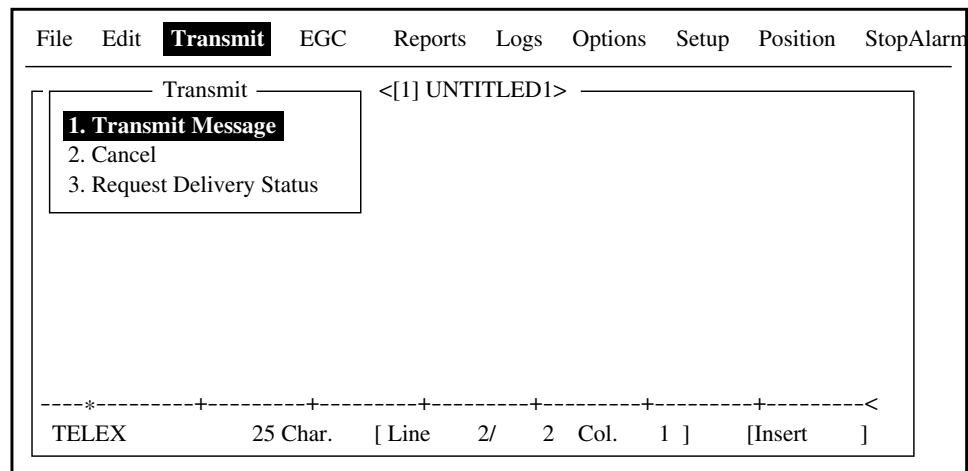 File Edit Transmit EGC Reports Logs Options Setup Position StopAlarm
Transmit <[1] UNTITLED1>
1. Transmit Message
2. Cancel
3. Request Delivery Status
----*---------+---------+---------+---------+---------+---------+---------<
TELEX 25 Char. [ Line 2/ 2 Col. 1 ] [Insert ]